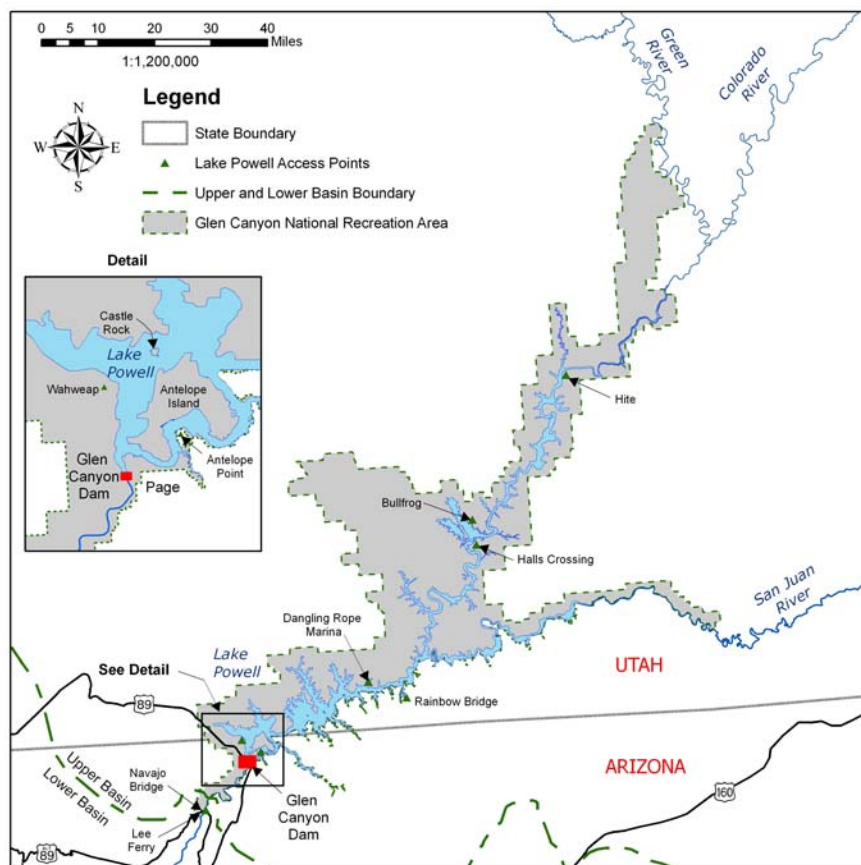 0 5 10 20 30 40
Miles
1:1,200,000
Legend
N
W E
S
State Boundary
Lake Powell Access Points
Upper and Lower Basin Boundary
Glen Canyon National Recreation Area
Green
River
Colorado
River
Detail
Castle
Rock
Lake
Powell
Wahweap
Antelope
Island
Antelope
Point
Glen
Canyon
Dam
Page
Hite
Bullfrog
Halls Crossing
San Juan
River
Dangling Rope
Marina
See Detail
Lake
Powell
Rainbow Bridge
UTAH
89
ARIZONA
Upper Basin
Lower Basin
Navajo
Bridge
Lee
Ferry
Glen
Canyon
Dam
160
89
89